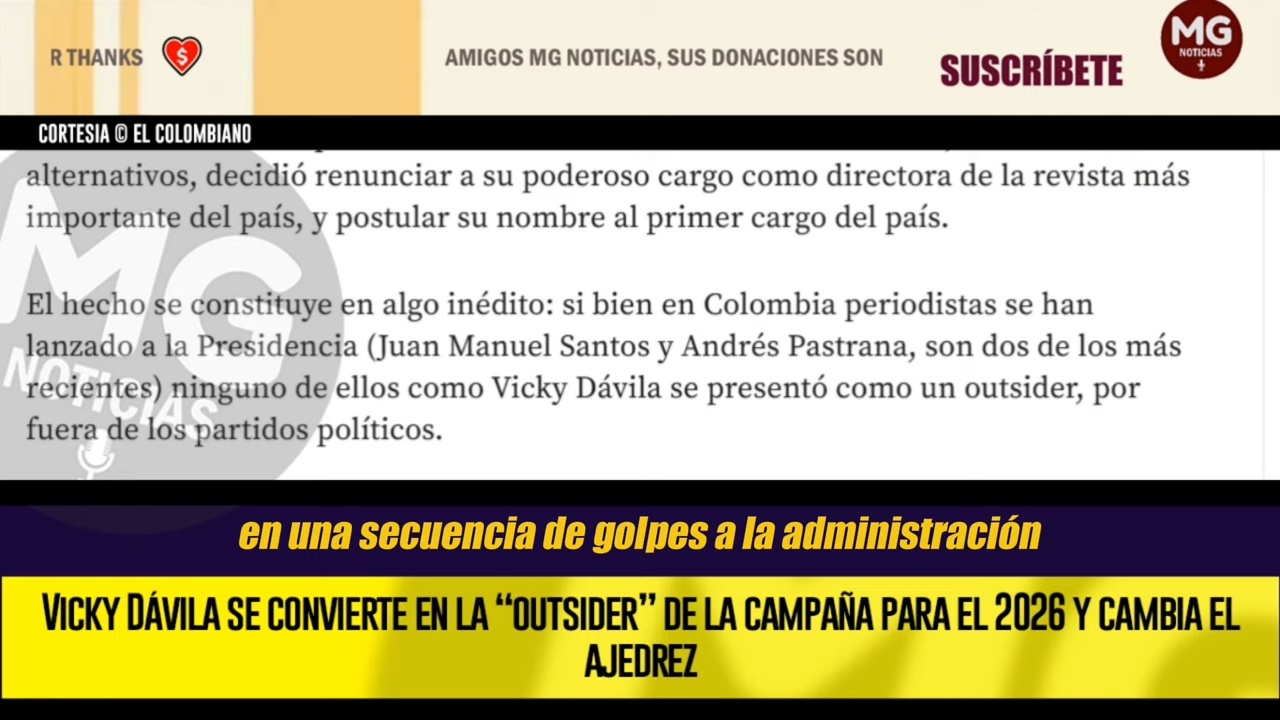 R THANKS
AMIGOS MG NOTICIAS, SUS DONACIONES SON
SUSCRÍBETE
MG
NOTICIAS
CORTESIA © EL COLOMBIANO
alternativos, decidió renunciar a su poderoso cargo como directora de la revista más
importante del país, y postular su nombre al primer cargo del país.
El hecho se constituye en algo inédito: si bien en Colombia periodistas se han
lanzado a la Presidencia (Juan Manuel Santos y Andrés Pastrana, son dos de los más
recientes) ninguno de ellos como Vicky Dávila se presentó como un outsider, por
fuera de los partidos políticos.
MG
NOTICIAS
en una secuencia de golpes a la administración
VICKY DÁVILA SE CONVIERTE EN LA “OUTSIDER” DE LA CAMPAÑA PARA EL 2026 Y CAMBIA EL
AJEDREZ